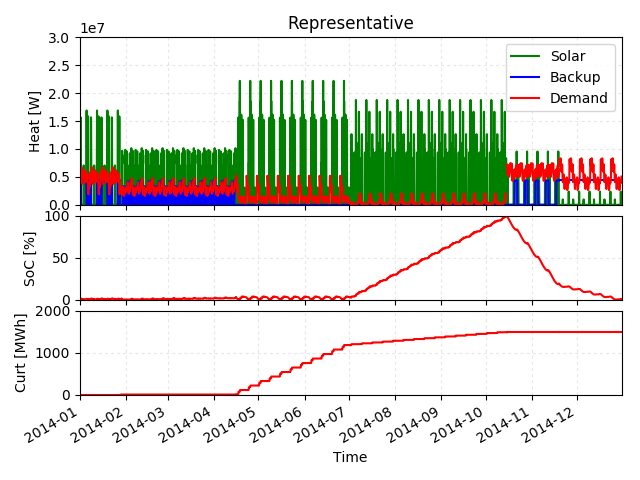 Representative
1e7
3.0
2.5
2.0
1.5
1.0
0.5
0.0
Heat [W]
Solar
Backup
Demand
100
50
0
SoC [%]
2000
1000
0
Curt [MWh]
2014-01
2014-02
2014-03
2014-04
2014-05
2014-06
2014-07
2014-08
2014-09
2014-10
2014-11
2014-12
Time